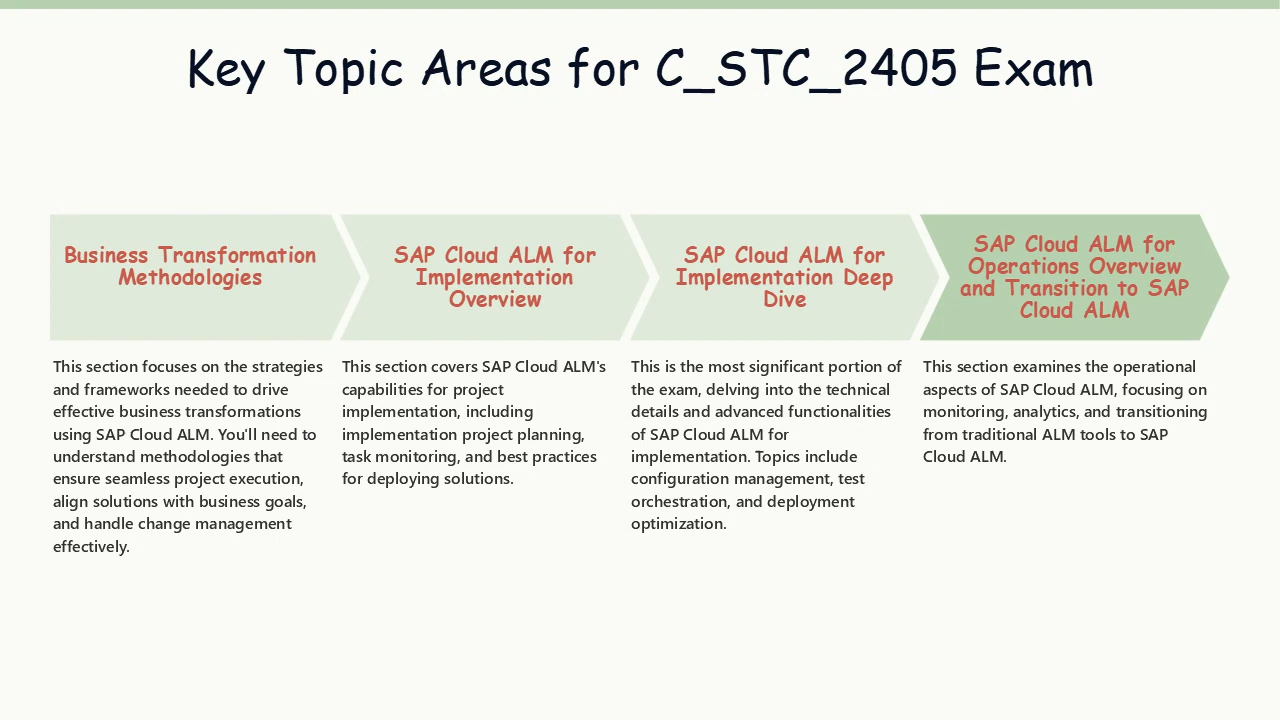 Key Topic Areas for C_STC_2405 Exam
Business Transformation
Methodologies
This section focuses on the strategies
and frameworks needed to drive
effective business transformations
using SAP Cloud ALM. You'll need to
understand methodologies that
ensure seamless project execution,
align solutions with business goals,
and handle change management
effectively.
SAP Cloud ALM for
Implementation
Overview
This section covers SAP Cloud ALM's
capabilities for project
implementation, including
implementation project planning,
task monitoring, and best practices
for deploying solutions.
SAP Cloud ALM for
Implementation Deep
Dive
This is the most significant portion of
the exam, delving into the technical
details and advanced functionalities
of SAP Cloud ALM for
implementation. Topics include
configuration management, test
orchestration, and deployment
optimization.
SAP Cloud ALM for
Operations Overview
and Transition to SAP
Cloud ALM
This section examines the operational
aspects of SAP Cloud ALM, focusing on
monitoring, analytics, and transitioning
from traditional ALM tools to SAP
Cloud ALM.